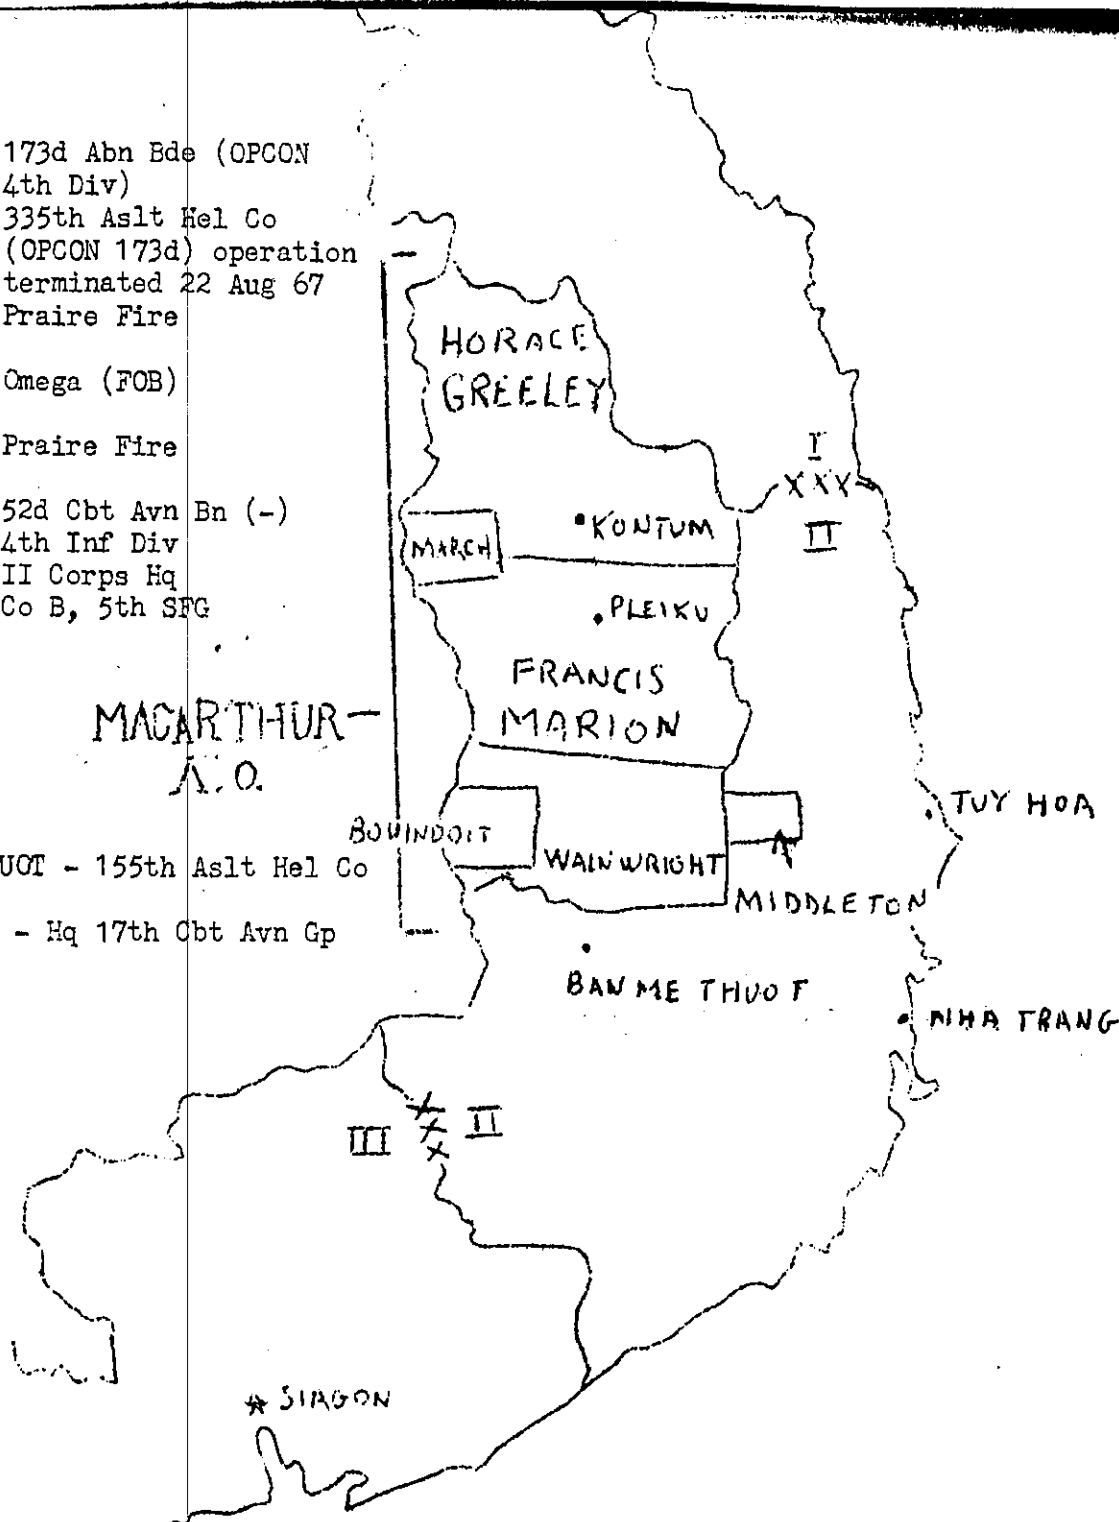 173d Abn Bde (OPCON
4th Div)
335th Aslt Hel Co
(OPCON 173d) operation
terminated 22 Aug 67
Praire Fire
Omega (FOB)
Praire Fire
52d Cbt Avn Bn (-)
4th Inf Div
II Corps Hq
Co B, 5th SFG
MACARTHUR
A.O.
UOT - 155th Aslt Hel Co
- Hq 17th Cbt Avn Gp
HORACE
GREELEY
I
XXX
II
KONTUM
MARCH
PLEIKU
FRANCIS
MARION
TUY HOA
WAINWRIGHT
MIDDLETON
BAN ME THUOT
NHA TRANG
III
XXX
II
SIAGON